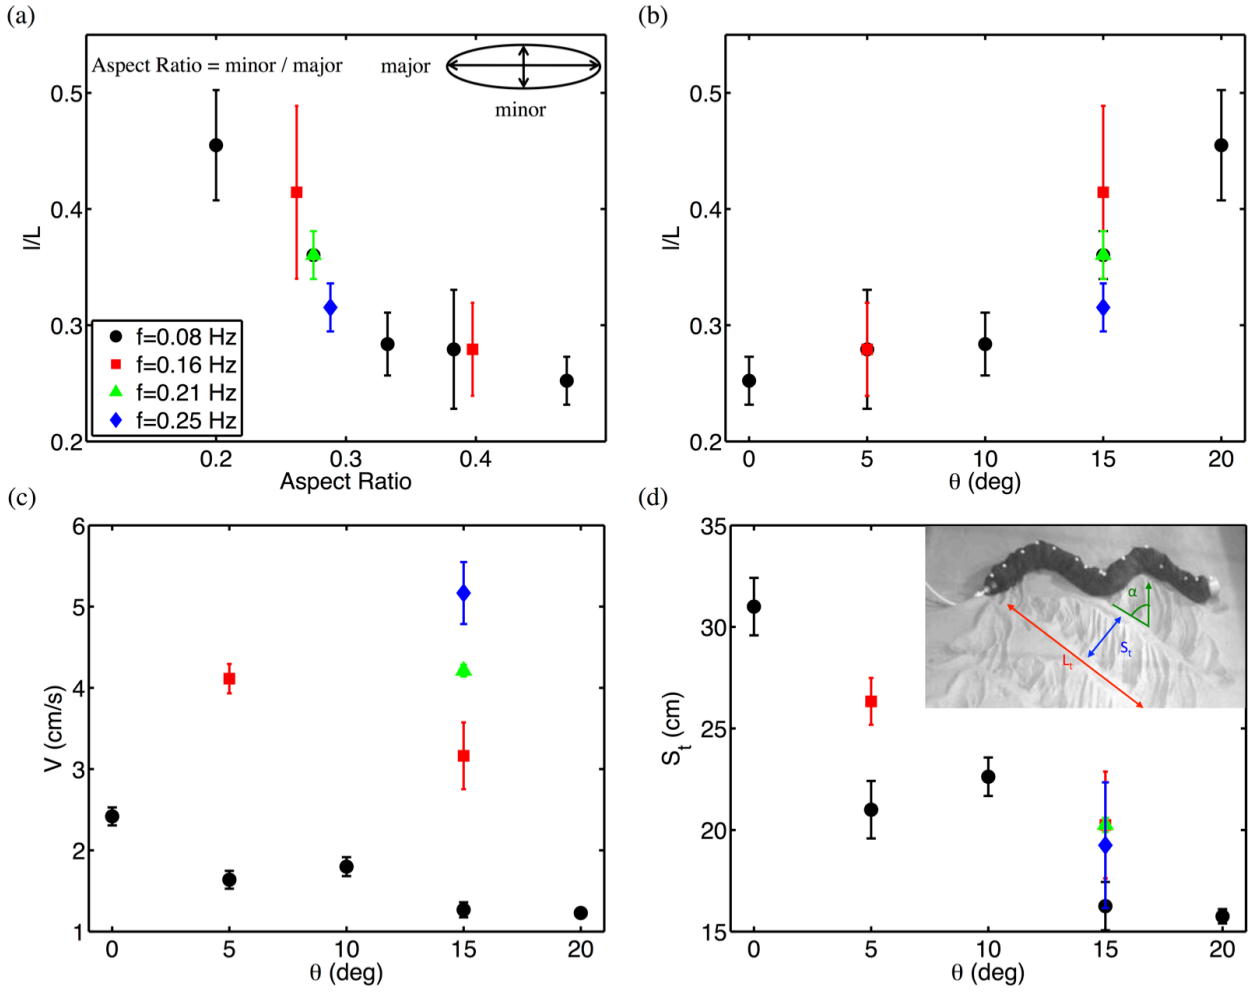 (a)
Aspect Ratio = minor / major
major
minor
0.5
0.4
0.3
0.2
l/L
f=0.08 Hz
f=0.16 Hz
f=0.21 Hz
f=0.25 Hz
0.2 0.3 0.4
Aspect Ratio
(b)
0.5
0.4
0.3
0.2
l/L
0 5 10 15 20
θ (deg)
(c)
6
5
4
3
2
1
V (cm/s)
0 5 10 15 20
θ (deg)
(d)
35
30
25
20
15
St (cm)
α
St
Lt
0 5 10 15 20
θ (deg)